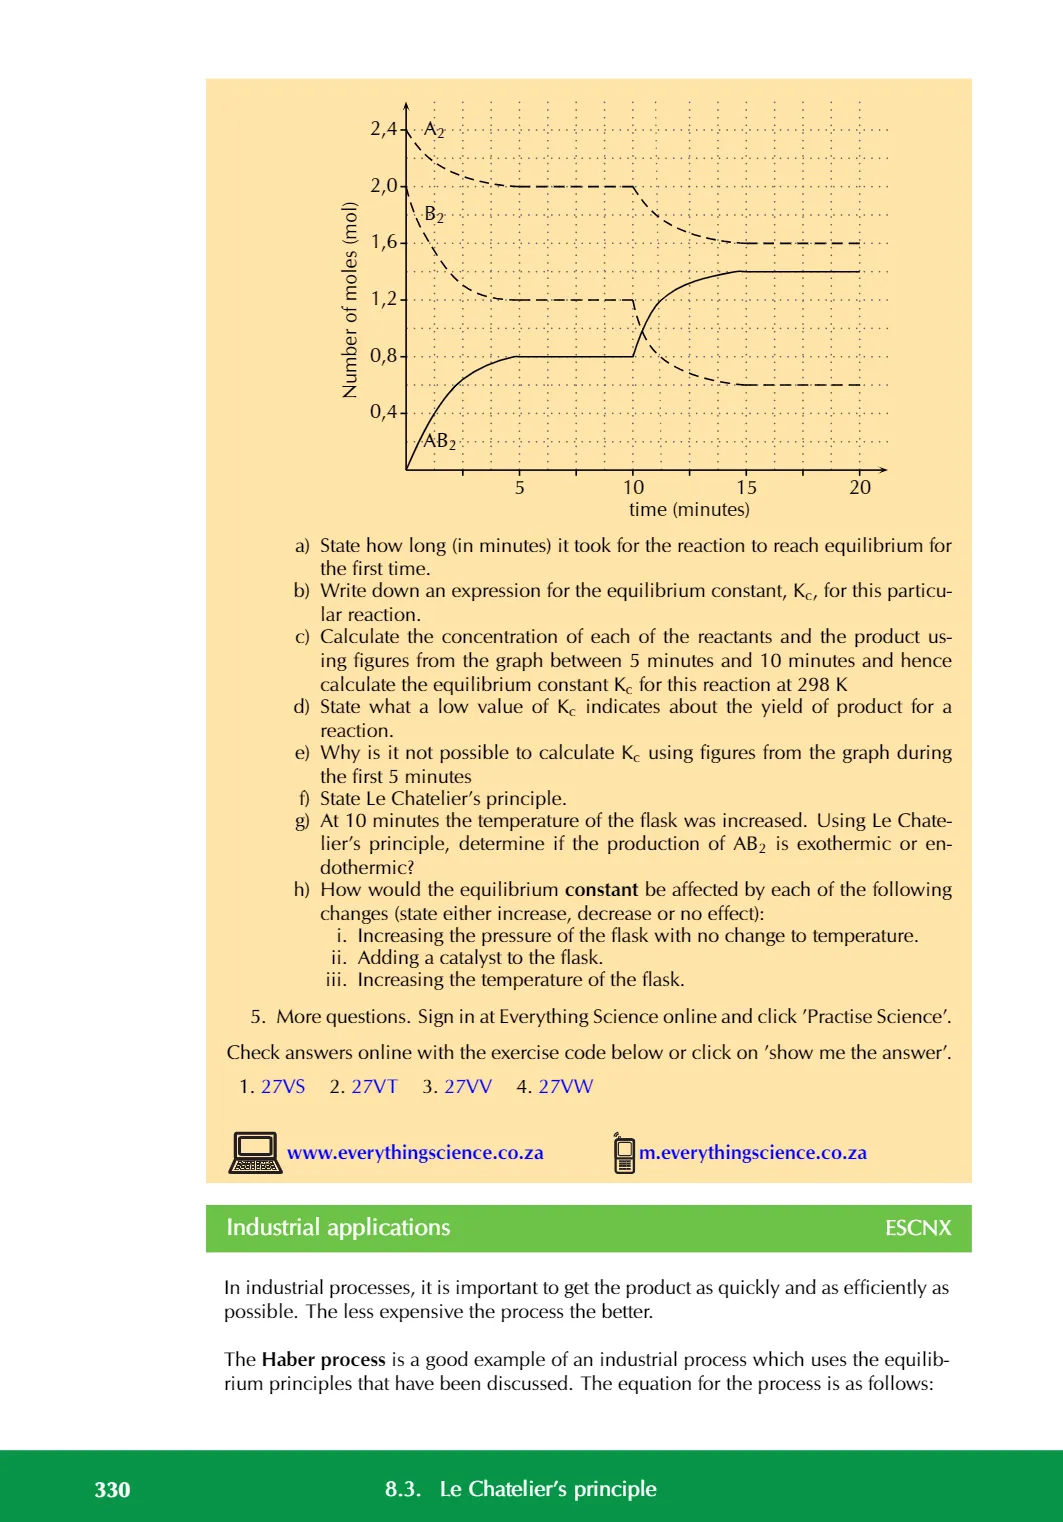 2,4
A₂
2,0
B₂
1,6
1,2
0,8
0,4
AB₂
Number of moles (mol)
5 10 15 20
time (minutes)
a) State how long (in minutes) it took for the reaction to reach equilibrium for
the first time.
b) Write down an expression for the equilibrium constant, K_c, for this particu-
lar reaction.
c) Calculate the concentration of each of the reactants and the product us-
ing figures from the graph between 5 minutes and 10 minutes and hence
calculate the equilibrium constant K_c for this reaction at 298 K
d) State what a low value of K_c indicates about the yield of product for a
reaction.
e) Why is it not possible to calculate K_c using figures from the graph during
the first 5 minutes
f) State Le Chatelier's principle.
g) At 10 minutes the temperature of the flask was increased. Using Le Chate-
lier's principle, determine if the production of AB₂ is exothermic or en-
dothermic?
h) How would the equilibrium constant be affected by each of the following
changes (state either increase, decrease or no effect):
i. Increasing the pressure of the flask with no change to temperature.
ii. Adding a catalyst to the flask.
iii. Increasing the temperature of the flask.
5. More questions. Sign in at Everything Science online and click 'Practise Science'.
Check answers online with the exercise code below or click on 'show me the answer'.
1. 27VS 2. 27VT 3. 27VV 4. 27VW
www.everythingscience.co.za m.everythingscience.co.za
Industrial applications ESCNX
In industrial processes, it is important to get the product as quickly and as efficiently as
possible. The less expensive the process the better.
The Haber process is a good example of an industrial process which uses the equilib-
rium principles that have been discussed. The equation for the process is as follows:
330 8.3. Le Chatelier's principle